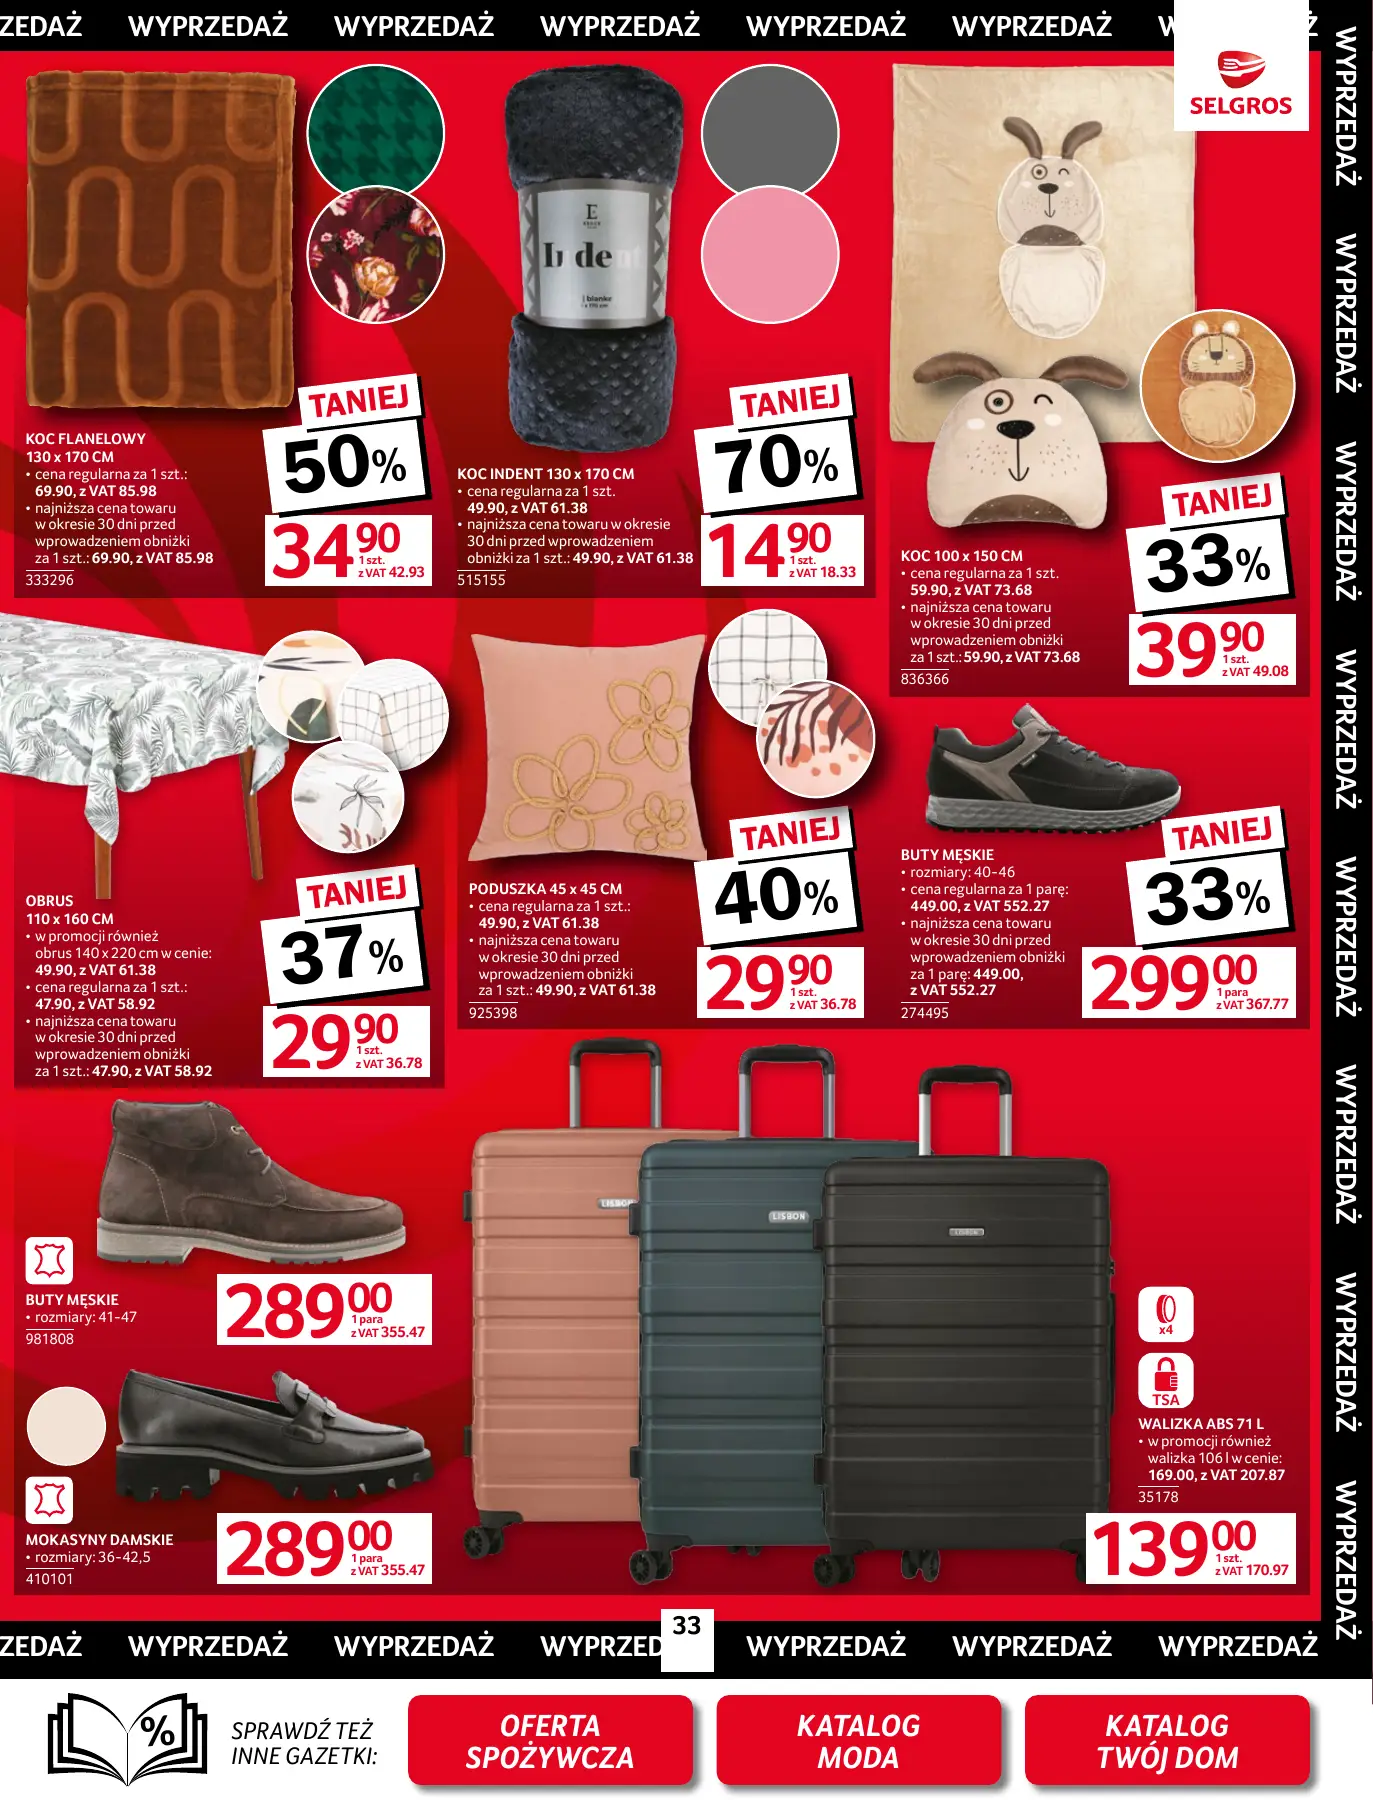 ZEDAŻ WYPRZEDAŻ WYPRZEDAŻ WYPRZEDAŻ WYPRZEDAŻ WYPRZEDAŻ W Ż
SELGROS
WYPRZEDAŻ WYPRZEDAŻ WYPRZEDAŻ WYPRZEDAŻ WYPRZEDAŻ WYPRZEDAŻ WYPRZEDAŻ WYPRZEDAŻ
KOC FLANELOWY
130 x 170 CM
• cena regularna za 1 szt.:
69.90, z VAT 85.98
• najniższa cena towaru
w okresie 30 dni przed
wprowadzeniem obniżki
za 1 szt.: 69.90, z VAT 85.98
333296
TANIEJ
50%
34 90
1 szt.
z VAT 42.93
E
Indent
blanke
KOC INDENT 130 x 170 CM
• cena regularna za 1 szt.
49.90, z VAT 61.38
• najniższa cena towaru w okresie
30 dni przed wprowadzeniem
obniżki za 1 szt.: 49.90, z VAT 61.38
515155
TANIEJ
70%
14 90
1 szt.
z VAT 18.33
KOC 100 x 150 CM
• cena regularna za 1 szt.
59.90, z VAT 73.68
• najniższa cena towaru
w okresie 30 dni przed
wprowadzeniem obniżki
za 1 szt.: 59.90, z VAT 73.68
836366
TANIEJ
33%
39 90
1 szt.
z VAT 49.08
OBRUS
110 x 160 CM
• w promocji również
obrus 140 x 220 cm w cenie:
49.90, z VAT 61.38
• cena regularna za 1 szt.:
47.90, z VAT 58.92
• najniższa cena towaru
w okresie 30 dni przed
wprowadzeniem obniżki
za 1 szt.: 47.90, z VAT 58.92
TANIEJ
37%
29 90
1 szt.
z VAT 36.78
PODUSZKA 45 x 45 CM
• cena regularna za 1 szt.:
49.90, z VAT 61.38
• najniższa cena towaru
w okresie 30 dni przed
wprowadzeniem obniżki
za 1 szt.: 49.90, z VAT 61.38
925398
TANIEJ
40%
29 90
1 szt.
z VAT 36.78
BUTY MĘSKIE
• rozmiary: 40-46
• cena regularna za 1 parę:
449.00, z VAT 552.27
• najniższa cena towaru
w okresie 30 dni przed
wprowadzeniem obniżki
za 1 parę: 449.00,
z VAT 552.27
274495
TANIEJ
33%
299 00
1 para
z VAT 367.77
BUTY MĘSKIE
• rozmiary: 41-47
981808
289 00
1 para
z VAT 355.47
MOKASYNY DAMSKIE
• rozmiary: 36-42,5
410101
289 00
1 para
z VAT 355.47
LISBON
LISBON
LISBON
x4
TSA
WALIZKA ABS 71 L
• w promocji również
walizka 106 l w cenie:
169.00, z VAT 207.87
35178
139 00
1 szt.
z VAT 170.97
33
ZEDAŻ WYPRZEDAŻ WYPRZEDAŻ WYPRZED WYPRZEDAŻ WYPRZEDAŻ WYPRZEDAŻ
%
SPRAWDŹ TEŻ
INNE GAZETKI:
OFERTA
SPOŻYWCZA
KATALOG
MODA
KATALOG
TWÓJ DOM